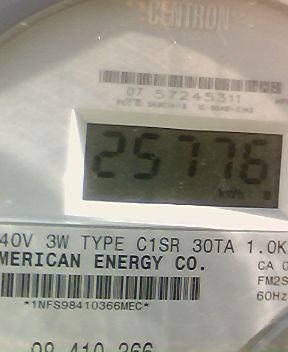 CENTRON
07 57245311
25776
kWh
40V 3W TYPE C1SR 30TA 1.0K
MERICAN ENERGY CO.
CA 0
FM2S
60Hz
*1NFS98410366MEC*
98 410 366